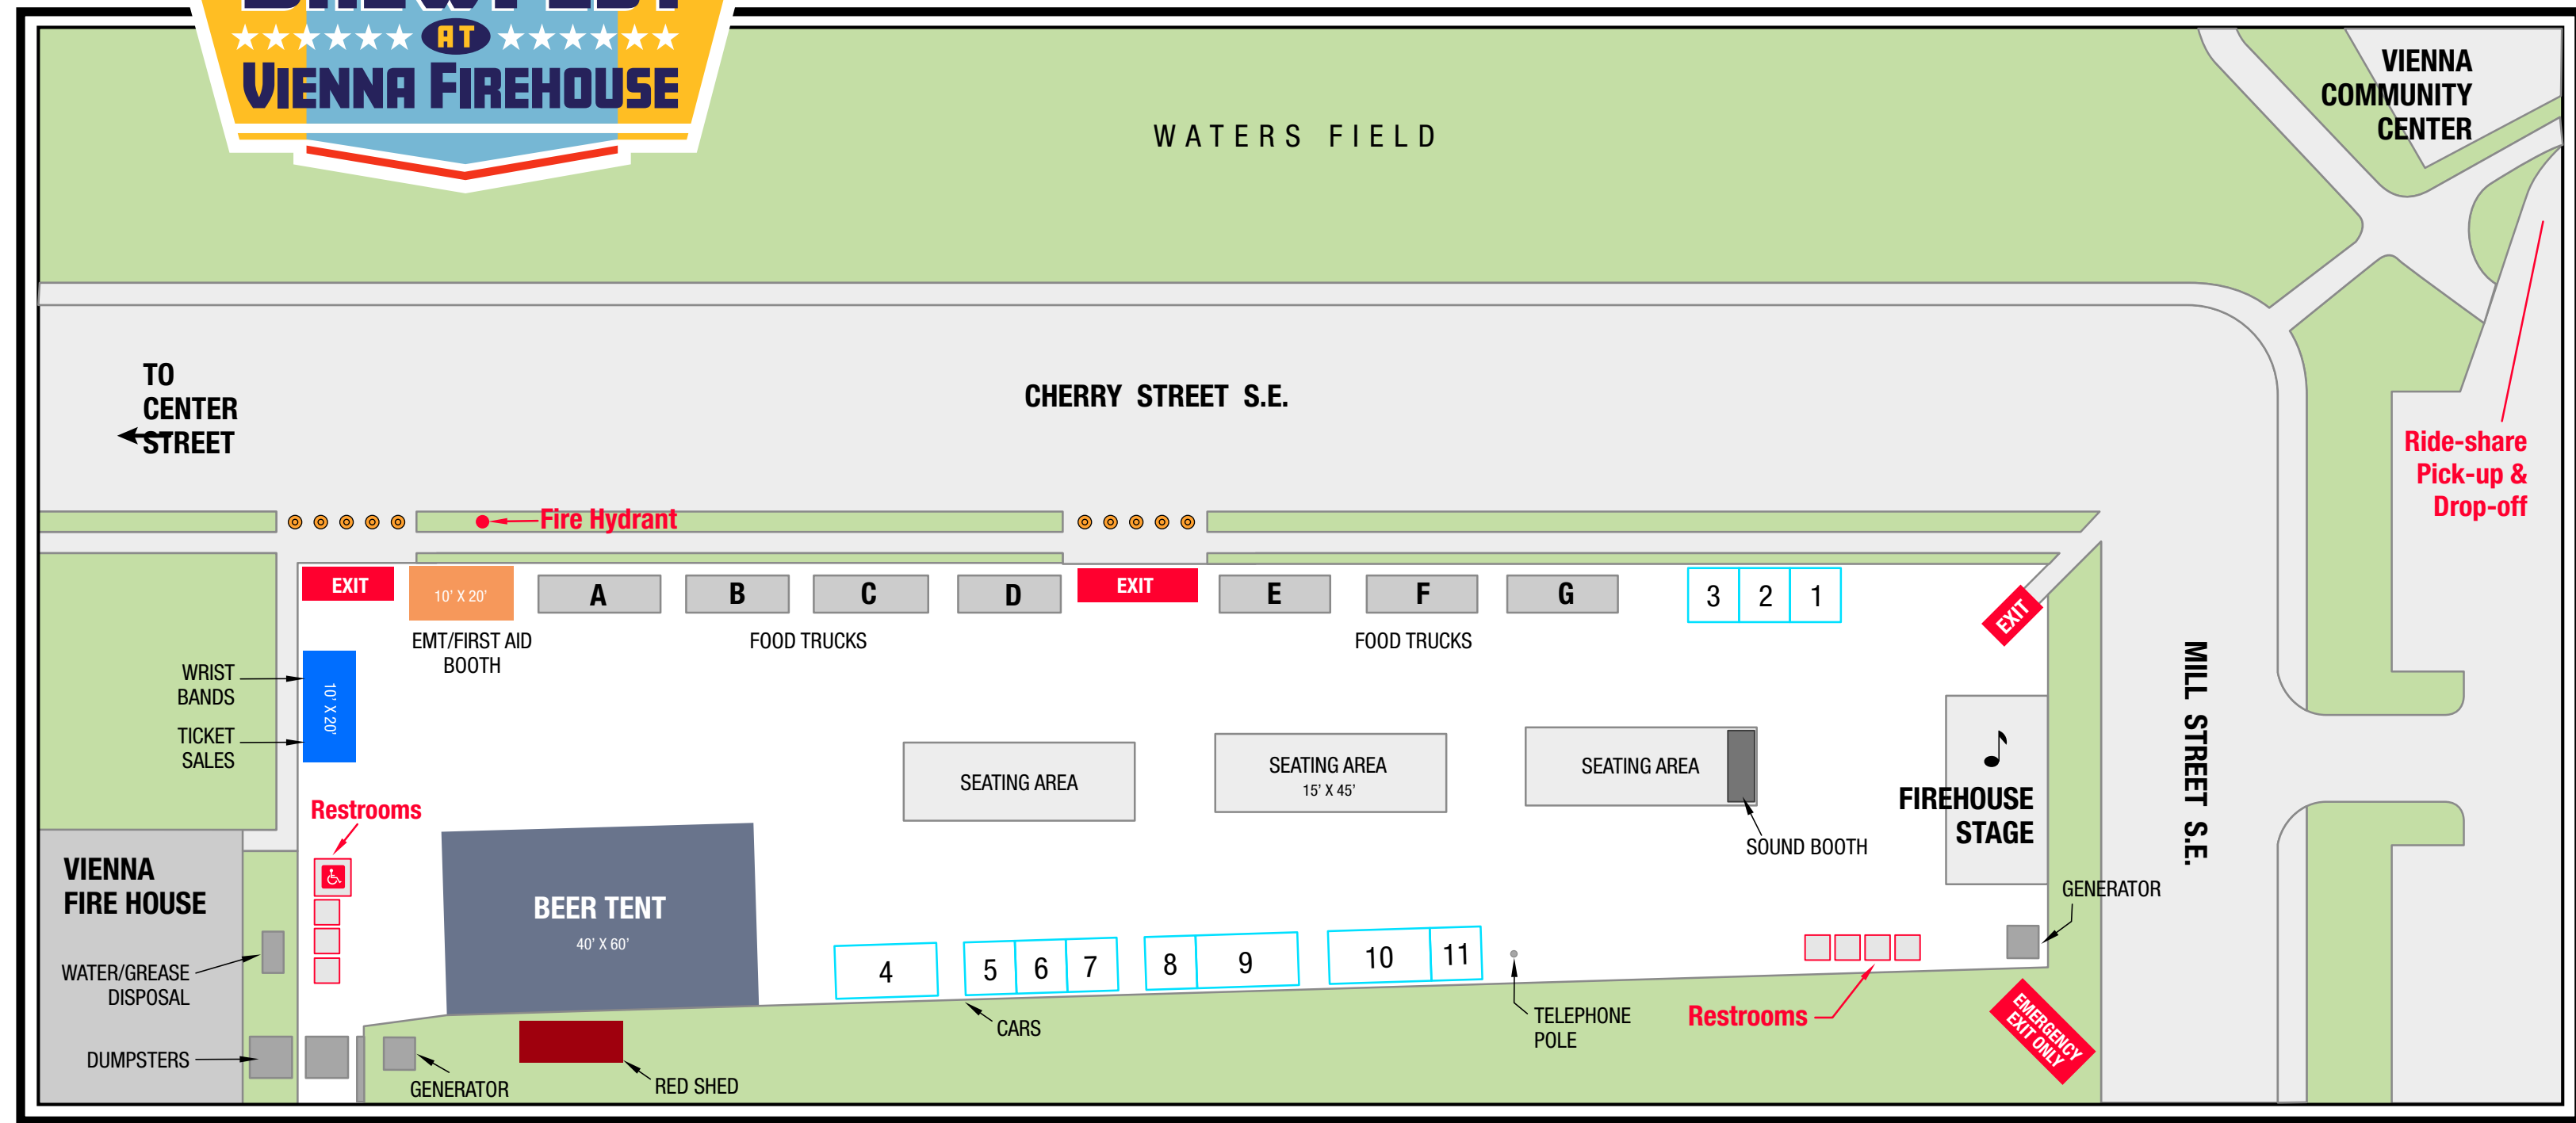 AT
VIENNA FIREHOUSE
WATERS FIELD
VIENNA
COMMUNITY
CENTER
TO
CENTER
STREET
CHERRY STREET S.E.
Ride-share
Pick-up &
Drop-off
Fire Hydrant
EXIT
10' X 20'
A
B
C
D
EXIT
E
F
G
3
2
1
EXIT
EMT/FIRST AID
BOOTH
FOOD TRUCKS
FOOD TRUCKS
WRIST
BANDS
10' X 20'
TICKET
SALES
MILL STREET S.E.
SEATING AREA
SEATING AREA
15' X 45'
SEATING AREA
FIREHOUSE
STAGE
SOUND BOOTH
Restrooms
VIENNA
FIRE HOUSE
BEER TENT
40' X 60'
GENERATOR
4
5
6
7
8
9
10
11
WATER/GREASE
DISPOSAL
CARS
TELEPHONE
POLE
Restrooms
EMERGENCY
EXIT ONLY
DUMPSTERS
GENERATOR
RED SHED